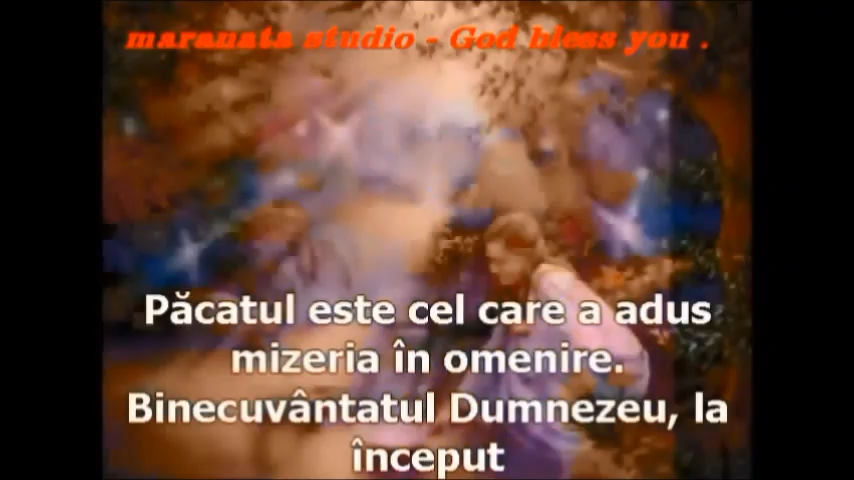 maranata studio - God bless you .
Păcatul este cel care a adus
mizeria în omenire.
Binecuvântatul Dumnezeu, la
început